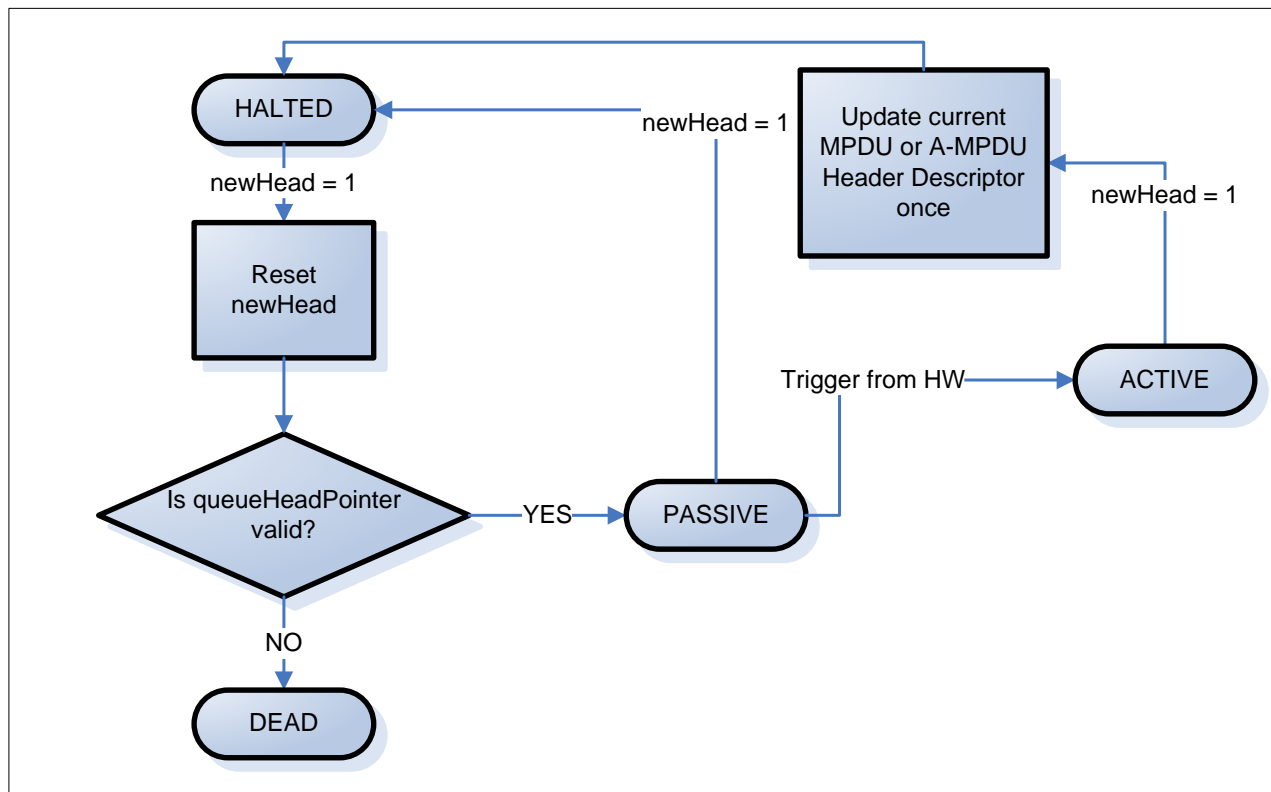 HALTED
newHead = 1
Reset
newHead
Is queueHeadPointer
valid?
NO
DEAD
YES
PASSIVE
newHead = 1
Trigger from HW
ACTIVE
newHead = 1
Update current
MPDU or A-MPDU
Header Descriptor
once